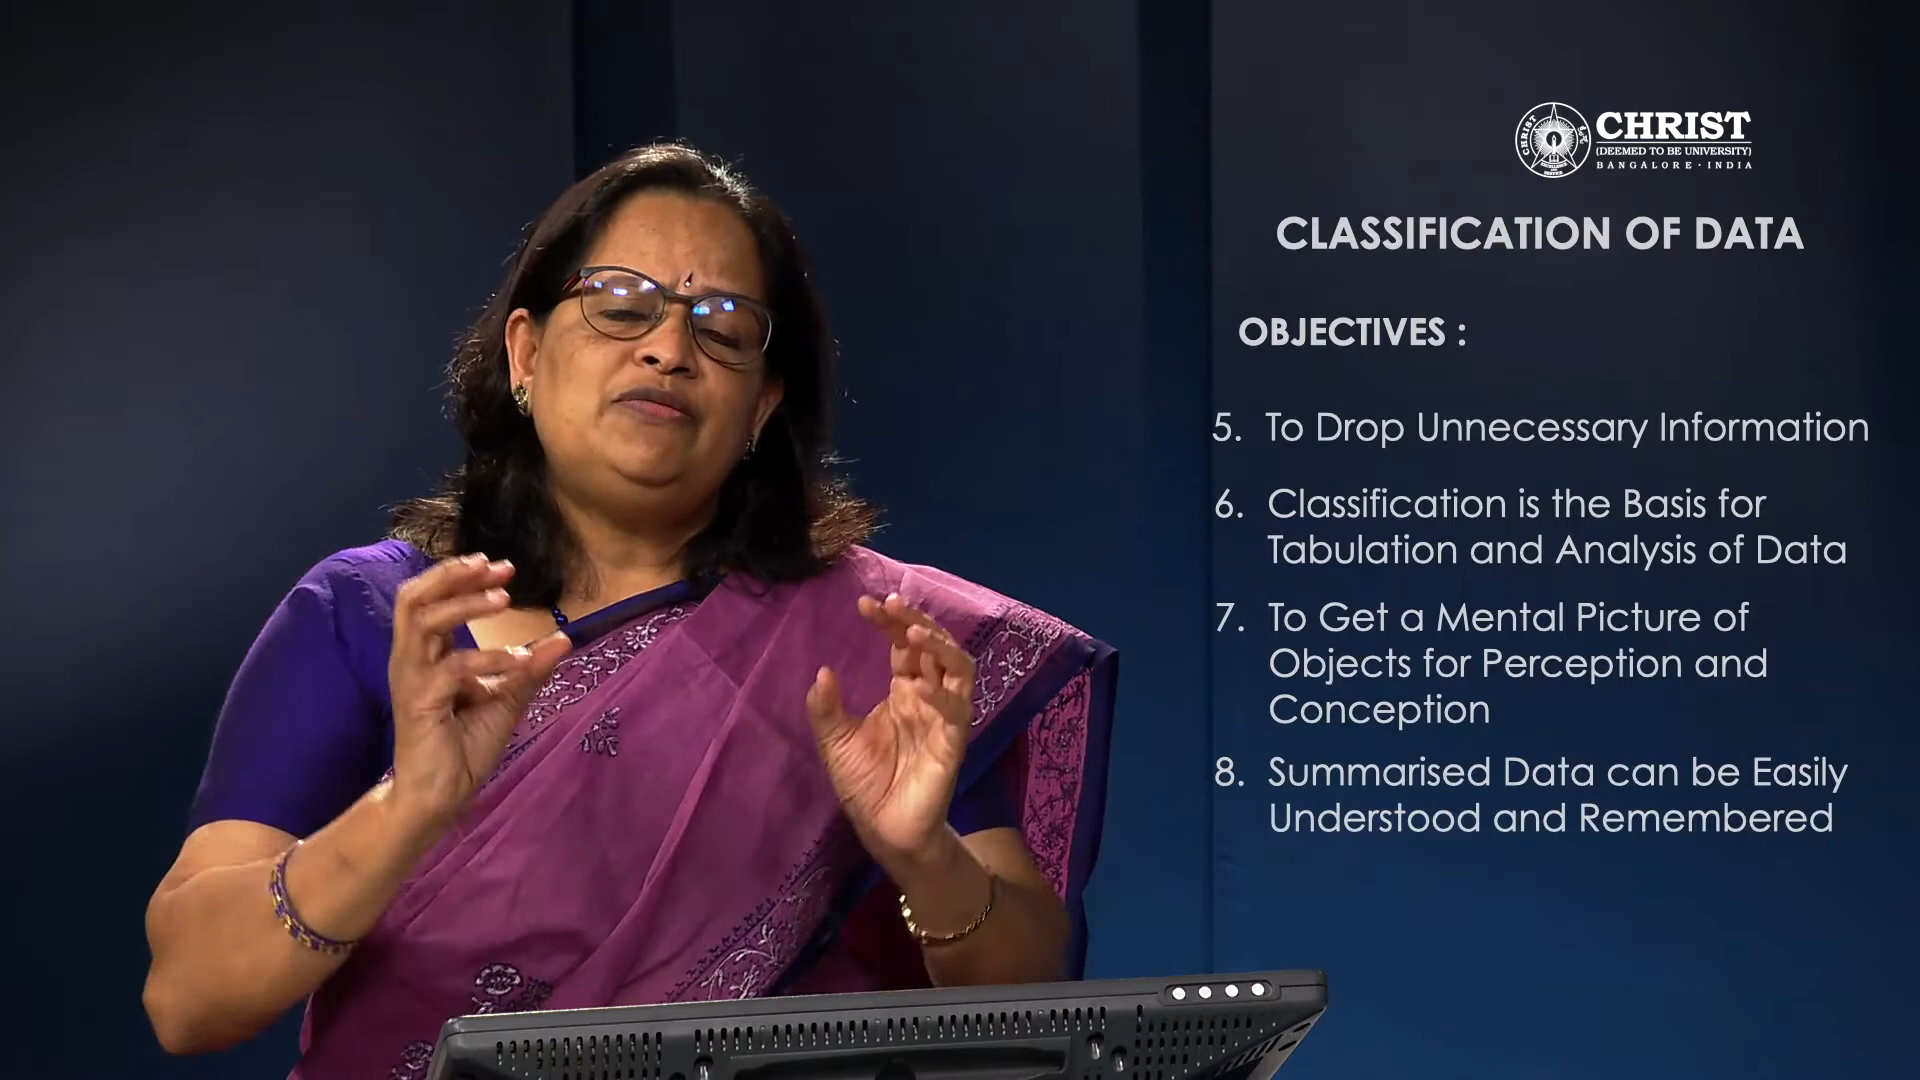 CHRIST
(DEEMED TO BE UNIVERSITY)
BANGALORE · INDIA
CLASSIFICATION OF DATA
OBJECTIVES :
5. To Drop Unnecessary Information
6. Classification is the Basis for
Tabulation and Analysis of Data
7. To Get a Mental Picture of
Objects for Perception and
Conception
8. Summarised Data can be Easily
Understood and Remembered